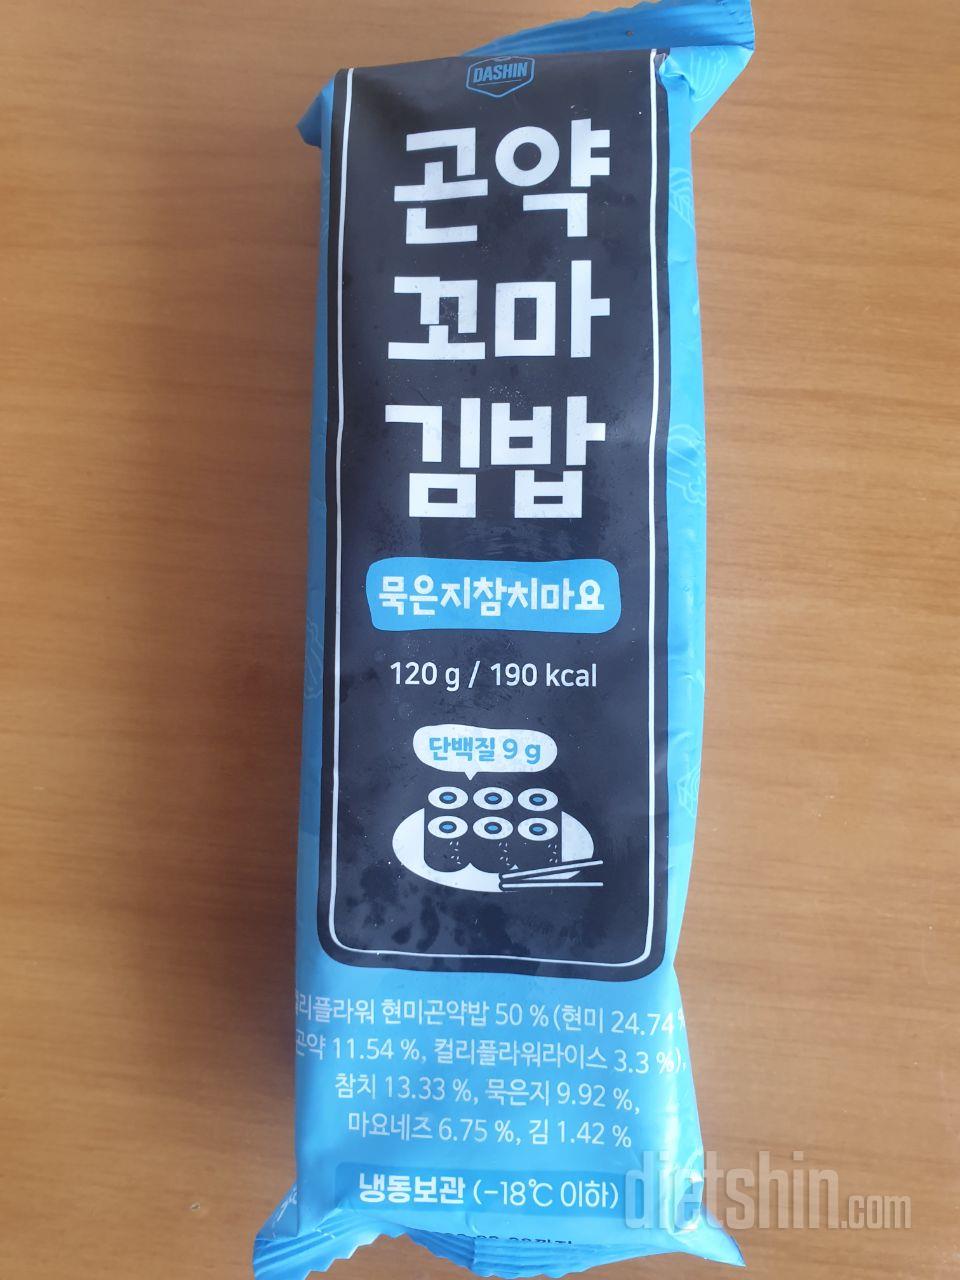 DASHIN
곤약
꼬마
김밥
묵은지참치마요
120 g / 190 kcal
단백질 9 g
컬리플라워 현미곤약밥 50 % (현미 24.74 %
곤약 11.54 %, 컬리플라워라이스 3.3 %),
참치 13.33 %, 묵은지 9.92 %,
마요네즈 6.75 %, 김 1.42 %
냉동보관 (-18℃ 이하)
dietshin.com